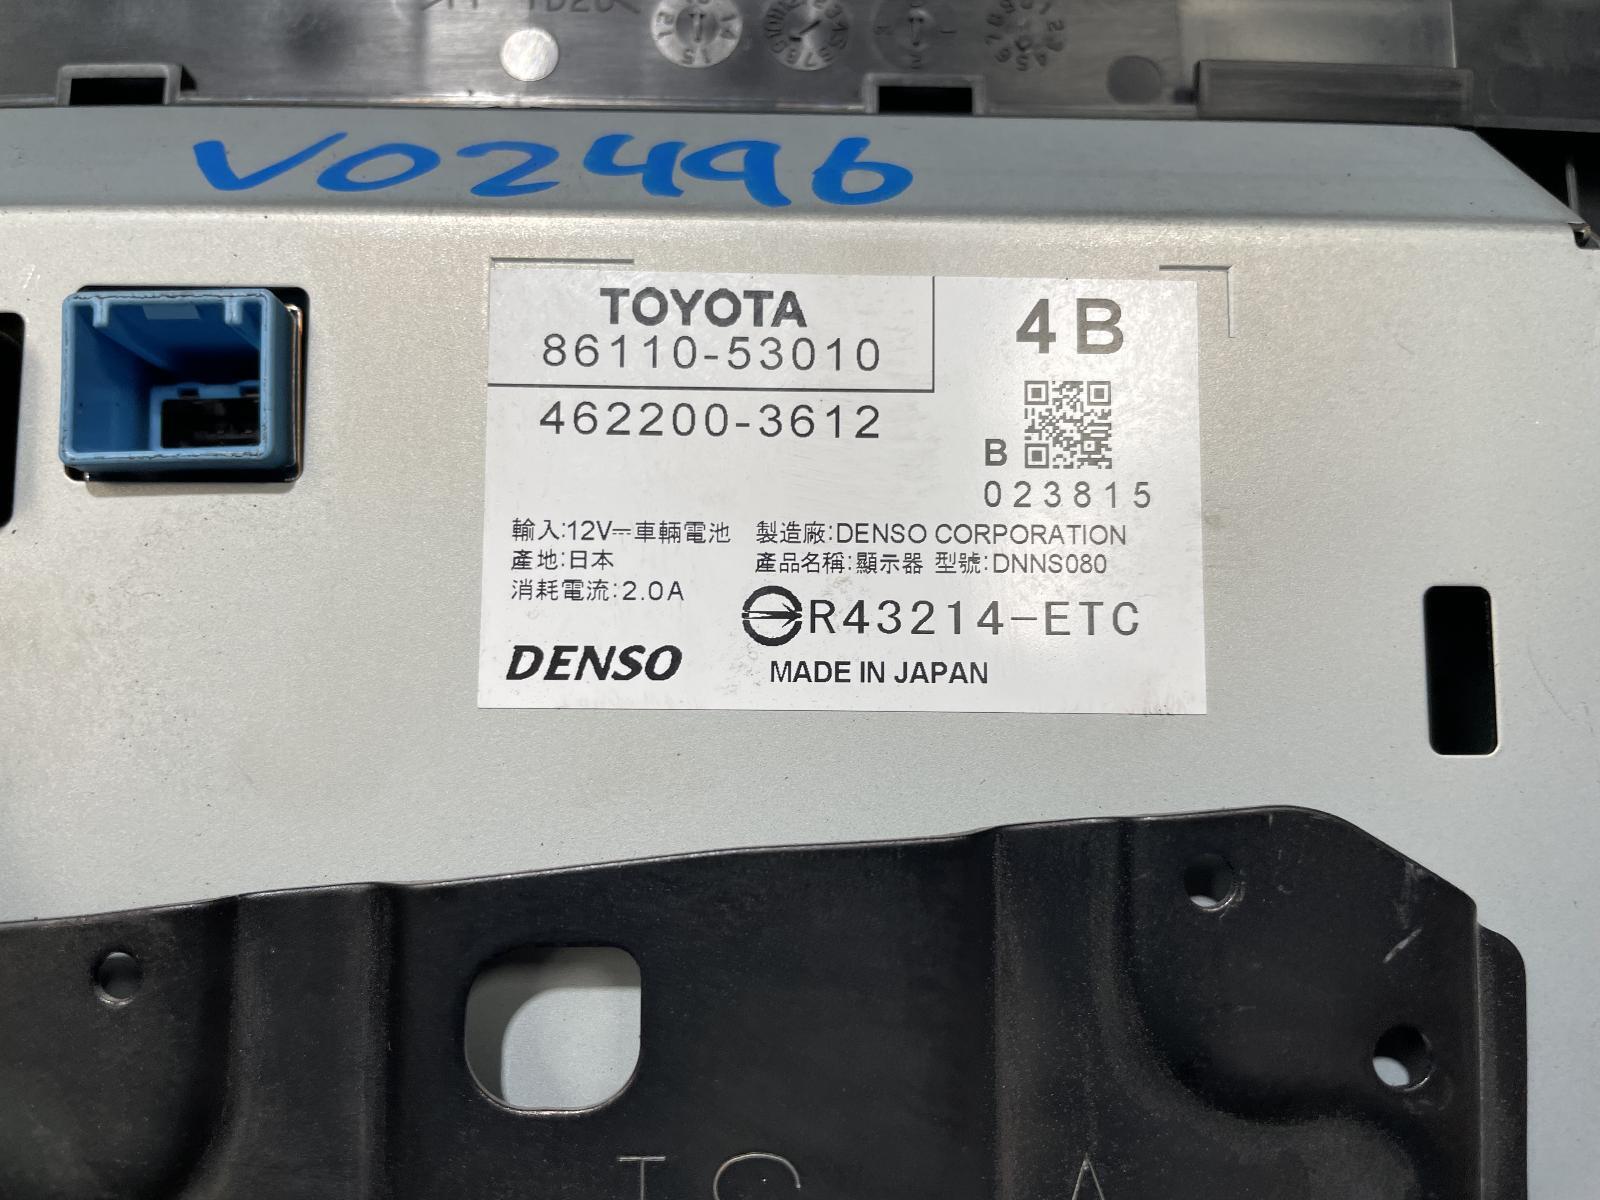 V02496
TOYOTA
86110-53010
4B
462200-3612
B
023815
輸入:12V⎓車輛電池 製造廠:DENSO CORPORATION
產地:日本 產品名稱:顯示器 型號:DNNS080
消耗電流:2.0A
R43214-ETC
DENSO
MADE IN JAPAN